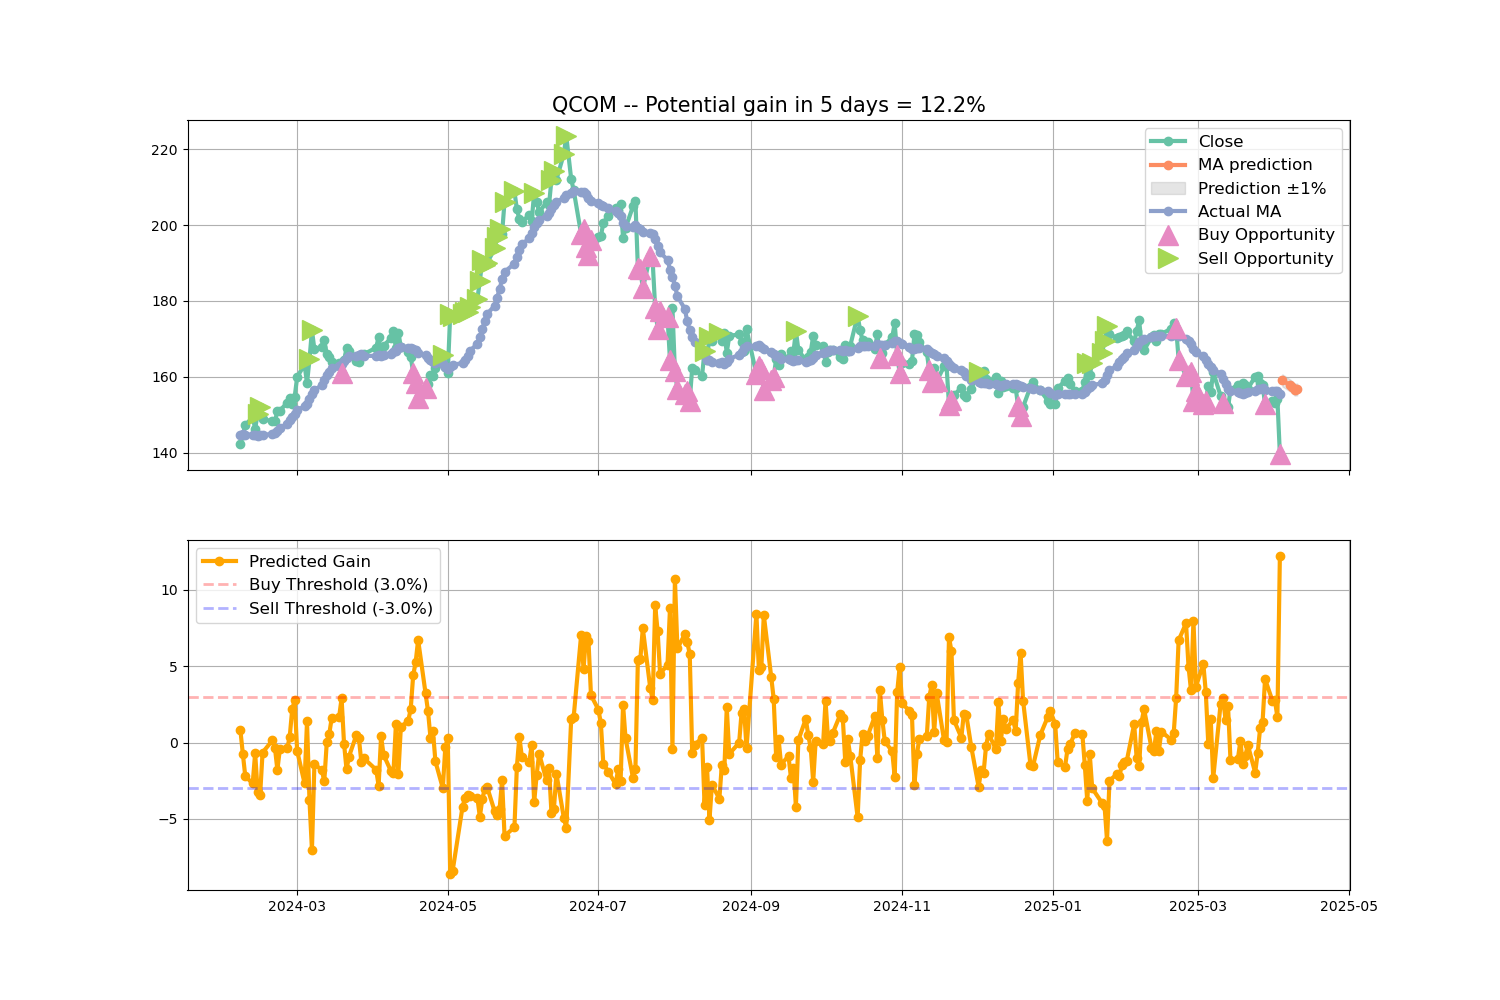 QCOM -- Potential gain in 5 days = 12.2%
220
200
180
160
140
Close
MA prediction
Prediction ±1%
Actual MA
Buy Opportunity
Sell Opportunity
10
5
0
−5
Predicted Gain
Buy Threshold (3.0%)
Sell Threshold (-3.0%)
2024-03
2024-05
2024-07
2024-09
2024-11
2025-01
2025-03
2025-05